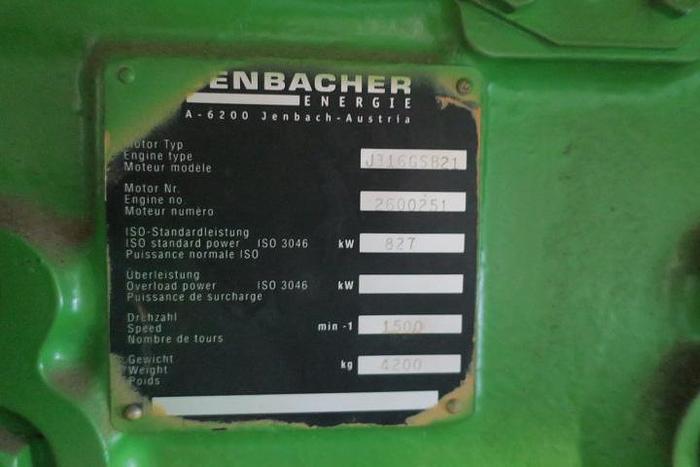 ENBACHER
ENERGIE
A-6200 Jenbach-Austria
Motor Typ
Engine type
Moteur modèle
J316GSB21
Motor Nr.
Engine no.
Moteur numéro
2600251
ISO-Standardleistung
ISO standard power ISO 3046 kW 827
Puissance normale ISO
Überleistung
Overload power ISO 3046 kW
Puissance de surcharge
Drehzahl
Speed min -1 1500
Nombre de tours
Gewicht
Weight kg 4200
Poids